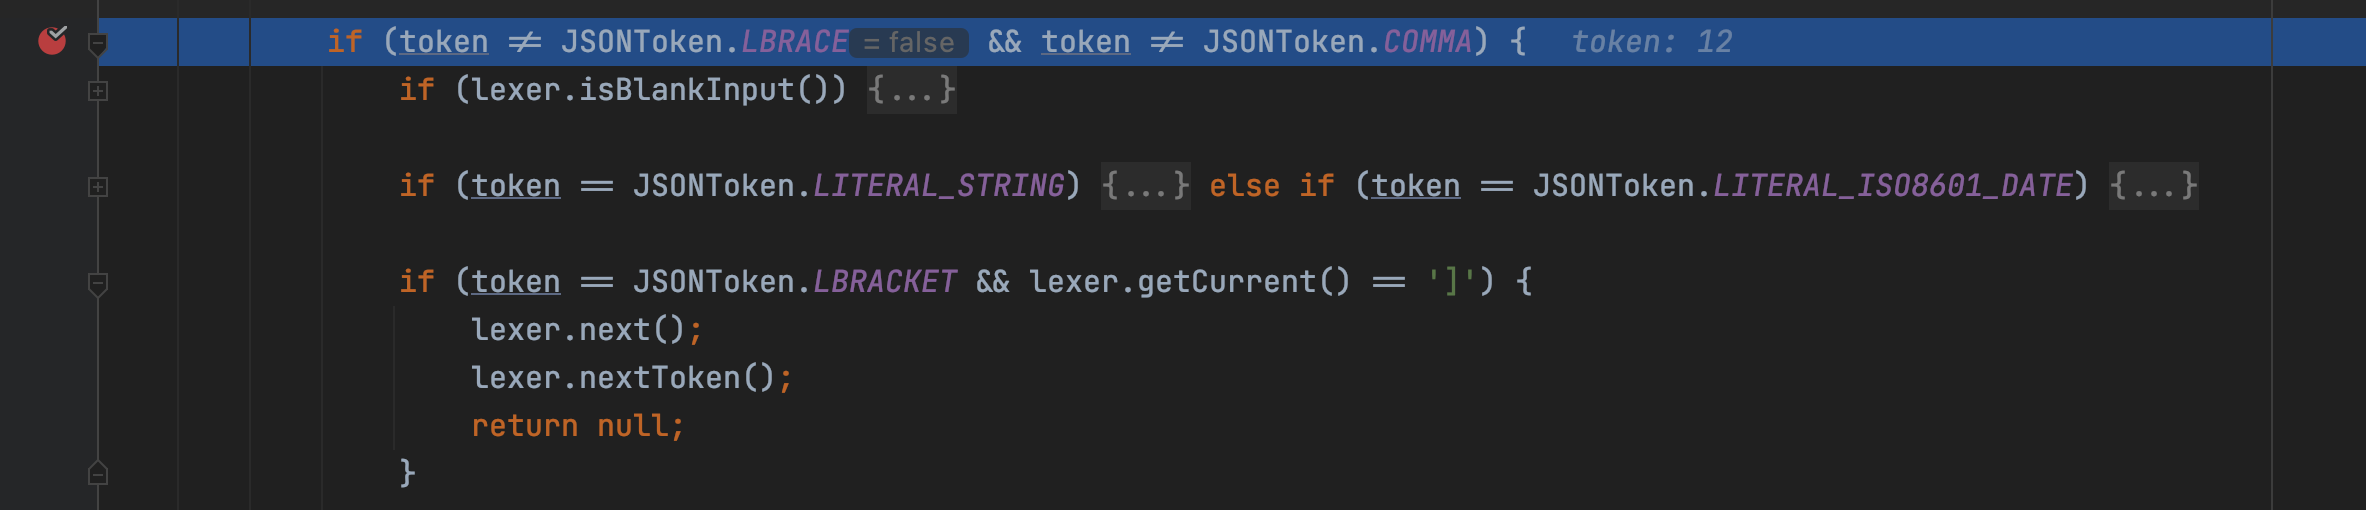 if (token ≠ JSONToken.LBRACE = false && token ≠ JSONToken.COMMA) { token: 12
if (lexer.isBlankInput()) {...}
if (token == JSONToken.LITERAL_STRING) {...} else if (token == JSONToken.LITERAL_ISO8601_DATE) {...}
if (token == JSONToken.LBRACKET && lexer.getCurrent() == ']') {
lexer.next();
lexer.nextToken();
return null;
}